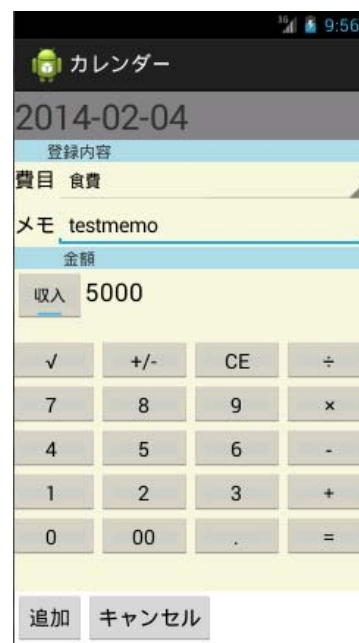 3G 9:56
カレンダー
2014-02-04
登録内容
費目 食費
メモ testmemo
金額
収入 5000
√ +/- CE ÷
7 8 9 ×
4 5 6 -
1 2 3 +
0 00 . =
追加 キャンセル